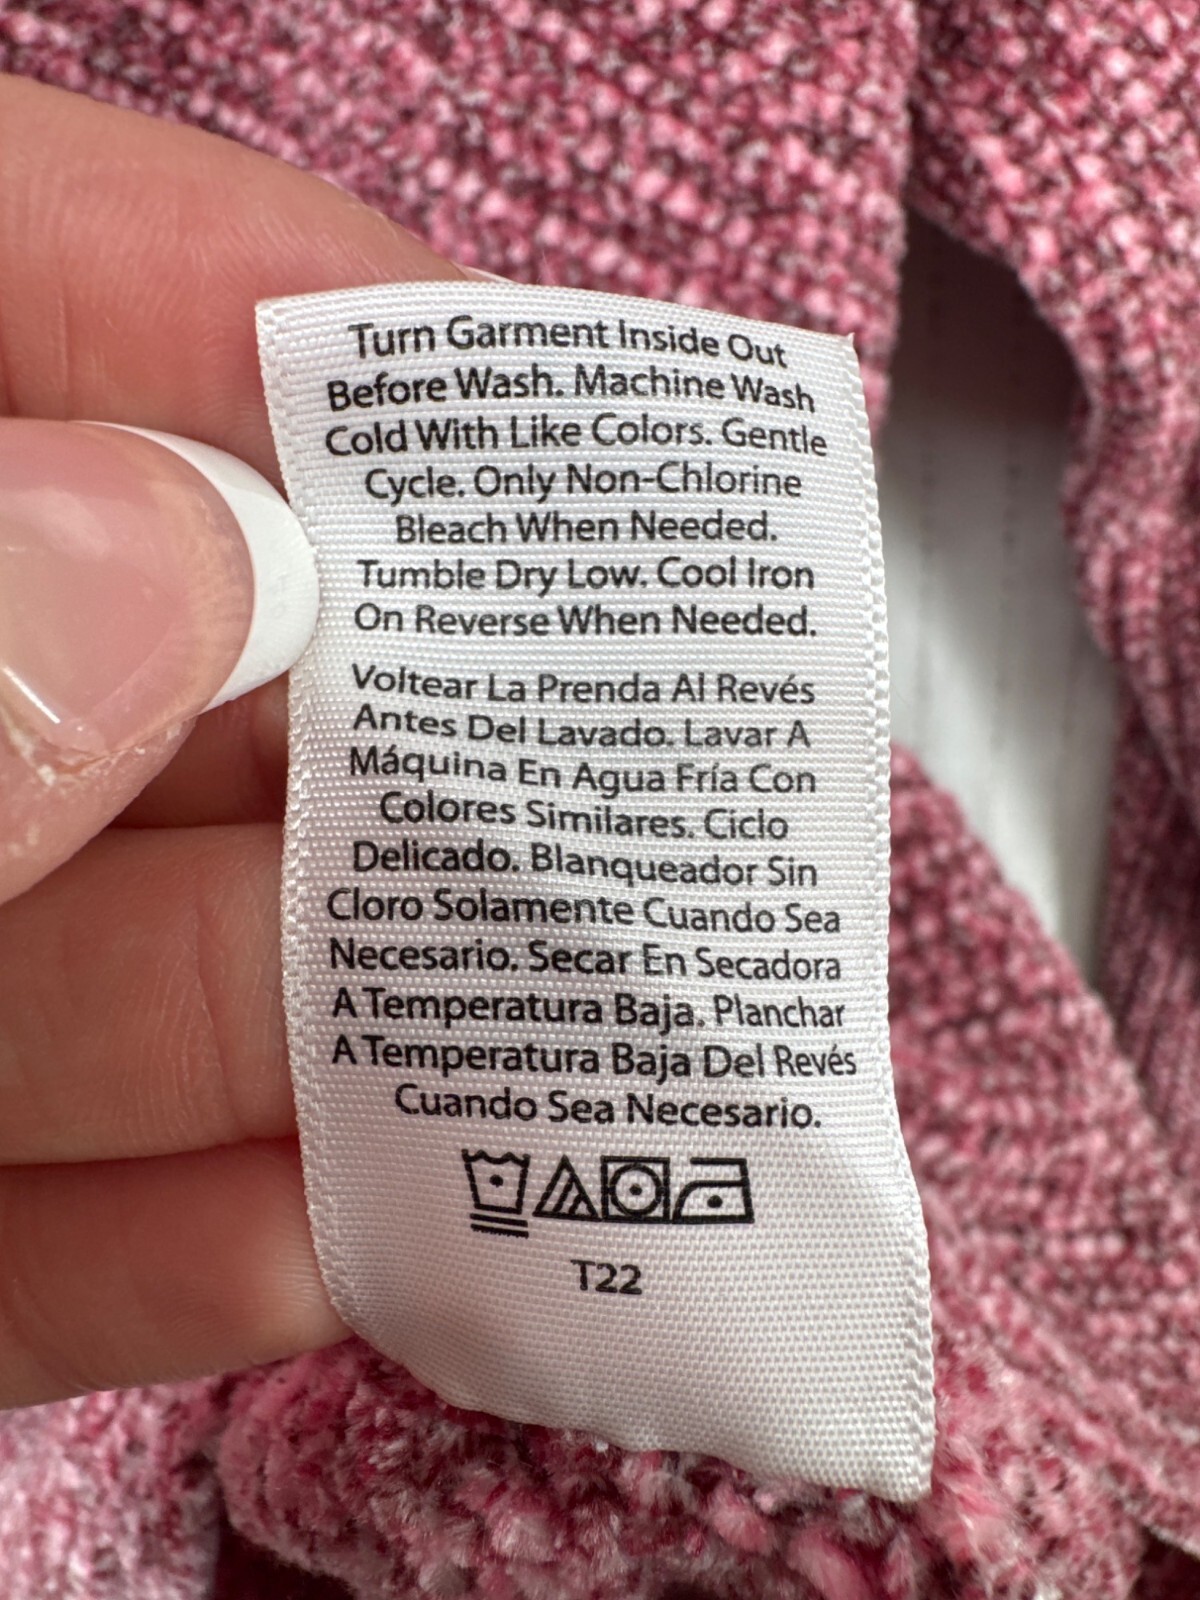 Turn Garment Inside Out
Before Wash. Machine Wash
Cold With Like Colors. Gentle
Cycle. Only Non-Chlorine
Bleach When Needed.
Tumble Dry Low. Cool Iron
On Reverse When Needed.
Voltear La Prenda Al Revés
Antes Del Lavado. Lavar A
Máquina En Agua Fría Con
Colores Similares. Ciclo
Delicado. Blanqueador Sin
Cloro Solamente Cuando Sea
Necesario. Secar En Secadora
A Temperatura Baja. Planchar
A Temperatura Baja Del Revés
Cuando Sea Necesario.
T22